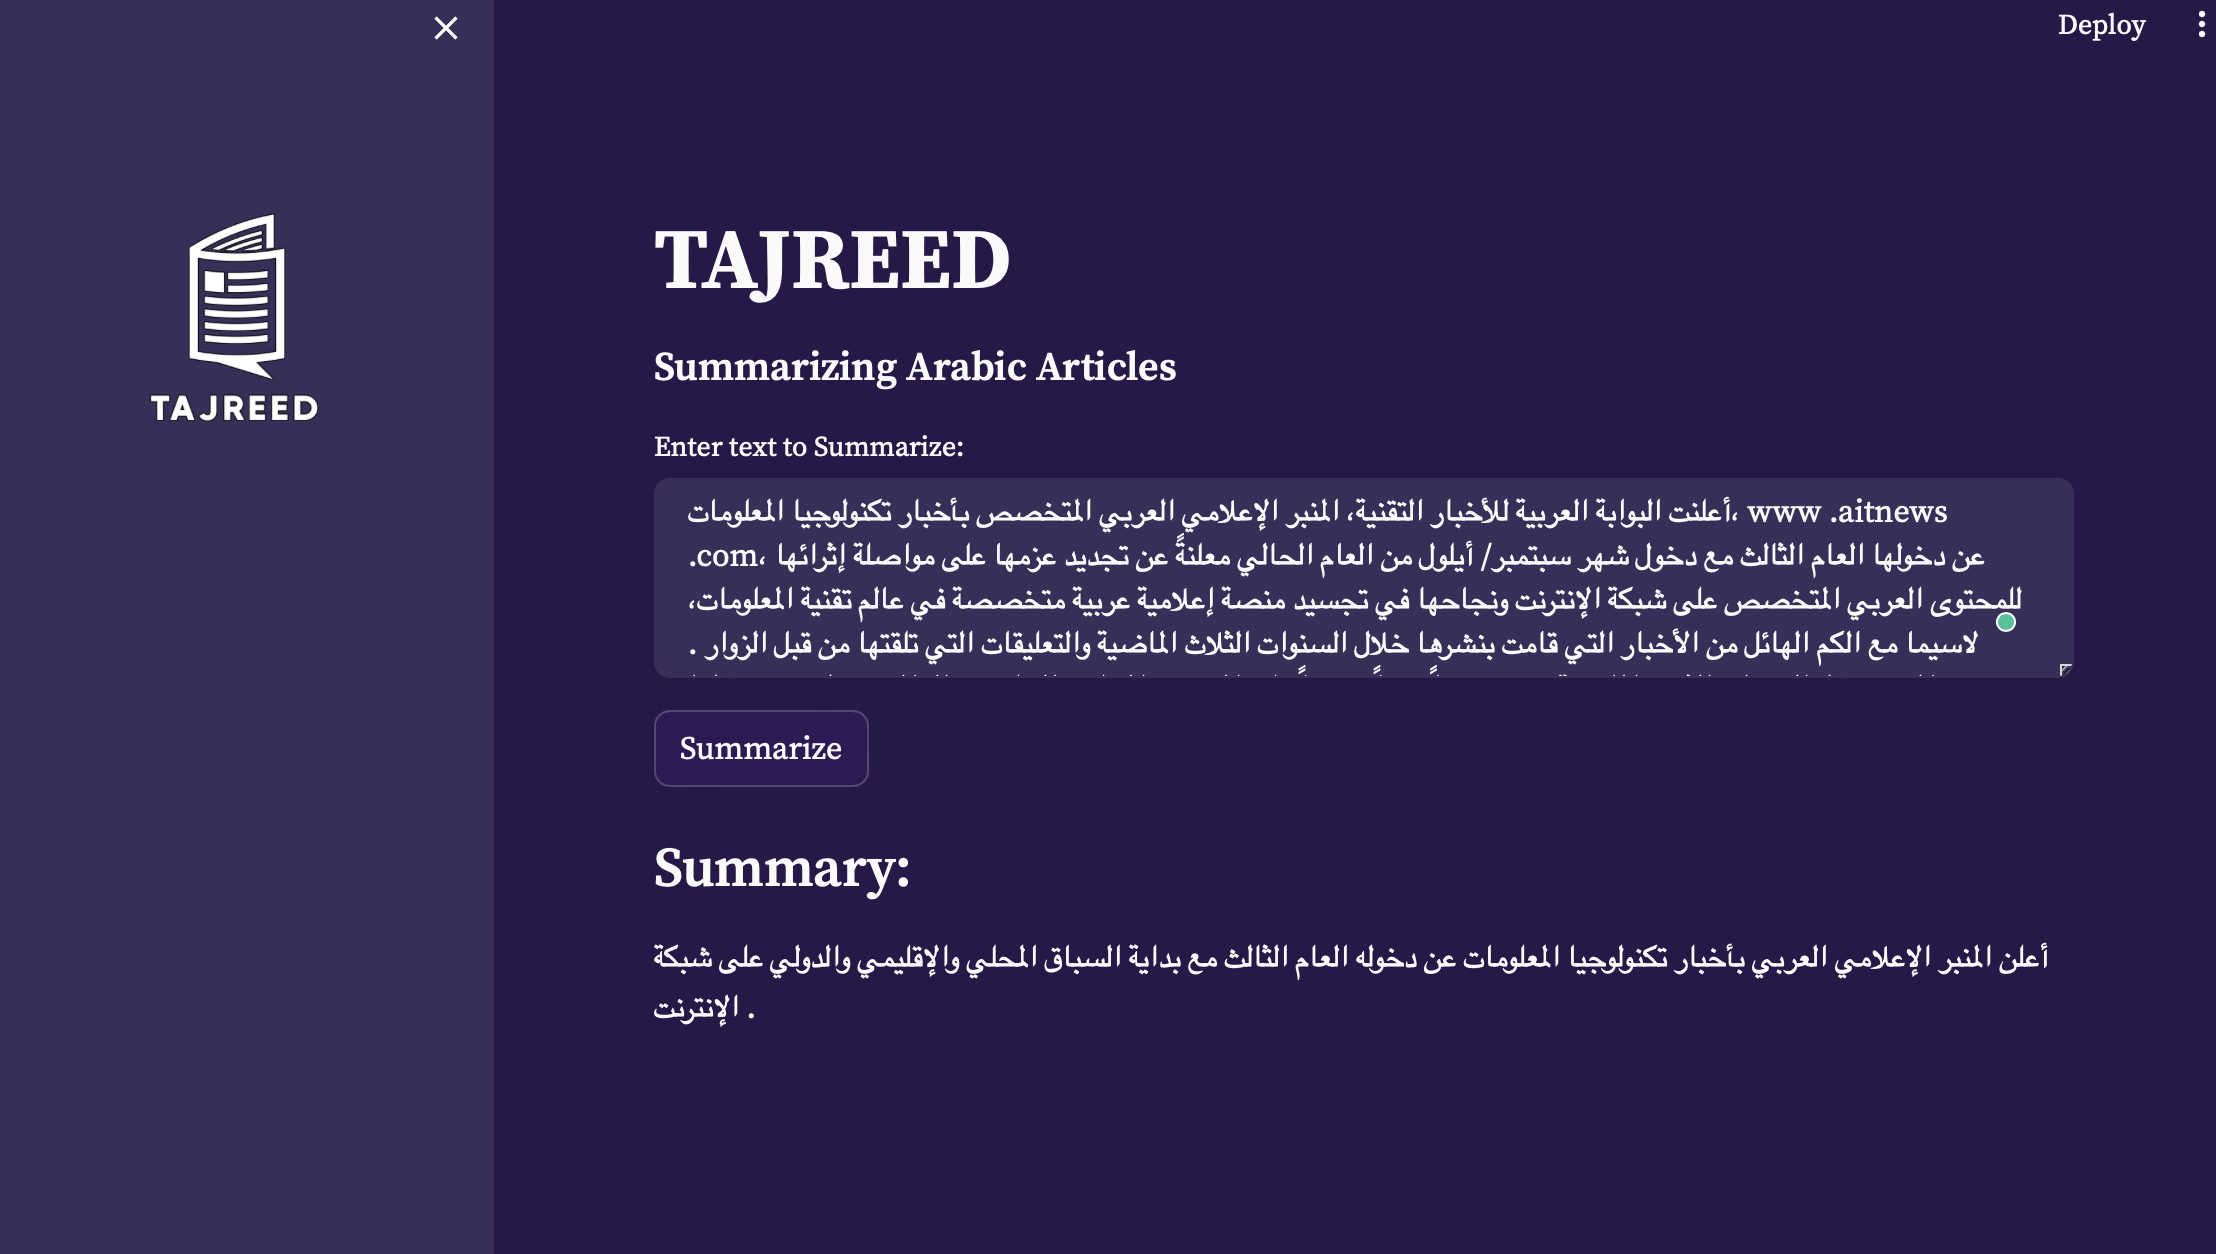 Deploy
TAJREED
TAJREED
Summarizing Arabic Articles
Enter text to Summarize:
أعلنت البوابة العربية للأخبار التقنية، المنبر الإعلامي العربي المتخصص بأخبار تكنولوجيا المعلومات، www .aitnews
.com، عن دخولها العام الثالث مع دخول شهر سبتمبر/ أيلول من العام الحالي معلنةً عن تجديد عزمها على مواصلة إثرائها
للمحتوى العربي المتخصص على شبكة الإنترنت ونجاحها في تجسيد منصة إعلامية عربية متخصصة في عالم تقنية المعلومات،
لاسيما مع الكم الهائل من الأخبار التي قامت بنشرها خلال السنوات الثلاث الماضية والتعليقات التي تلقتها من قبل الزوار .
Summarize
Summary:
أعلن المنبر الإعلامي العربي بأخبار تكنولوجيا المعلومات عن دخوله العام الثالث مع بداية السباق المحلي والإقليمي والدولي على شبكة
الإنترنت .